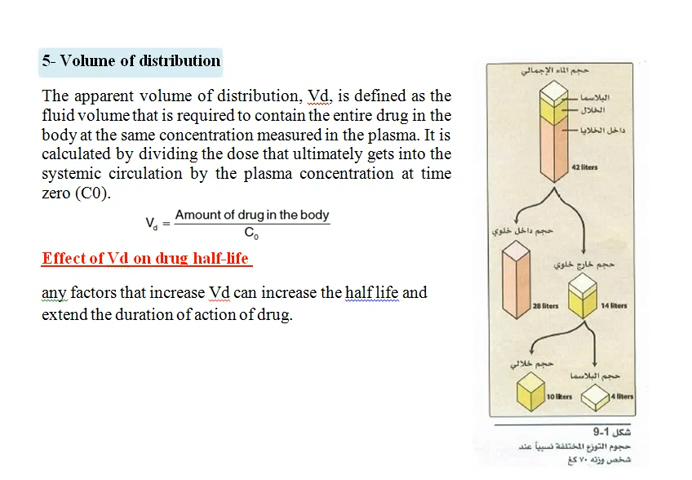 5- Volume of distribution
The apparent volume of distribution, Vd, is defined as the
fluid volume that is required to contain the entire drug in the
body at the same concentration measured in the plasma. It is
calculated by dividing the dose that ultimately gets into the
systemic circulation by the plasma concentration at time
zero (C0).
Vd = Amount of drug in the body
C0
Effect of Vd on drug half-life
any factors that increase Vd can increase the half life and
extend the duration of action of drug.
حجم الماء الإجمالي
البلاسما
الخلال
داخل الخلايا
42 liters
حجم داخل خلوي
حجم خارج خلوي
28 liters
14 liters
حجم خلالي
حجم البلاسما
10 liters
4 liters
شكل 1-9
حجوم التوزع المختلفة نسبياً عند
شخص وزنه ٧٠ كغ